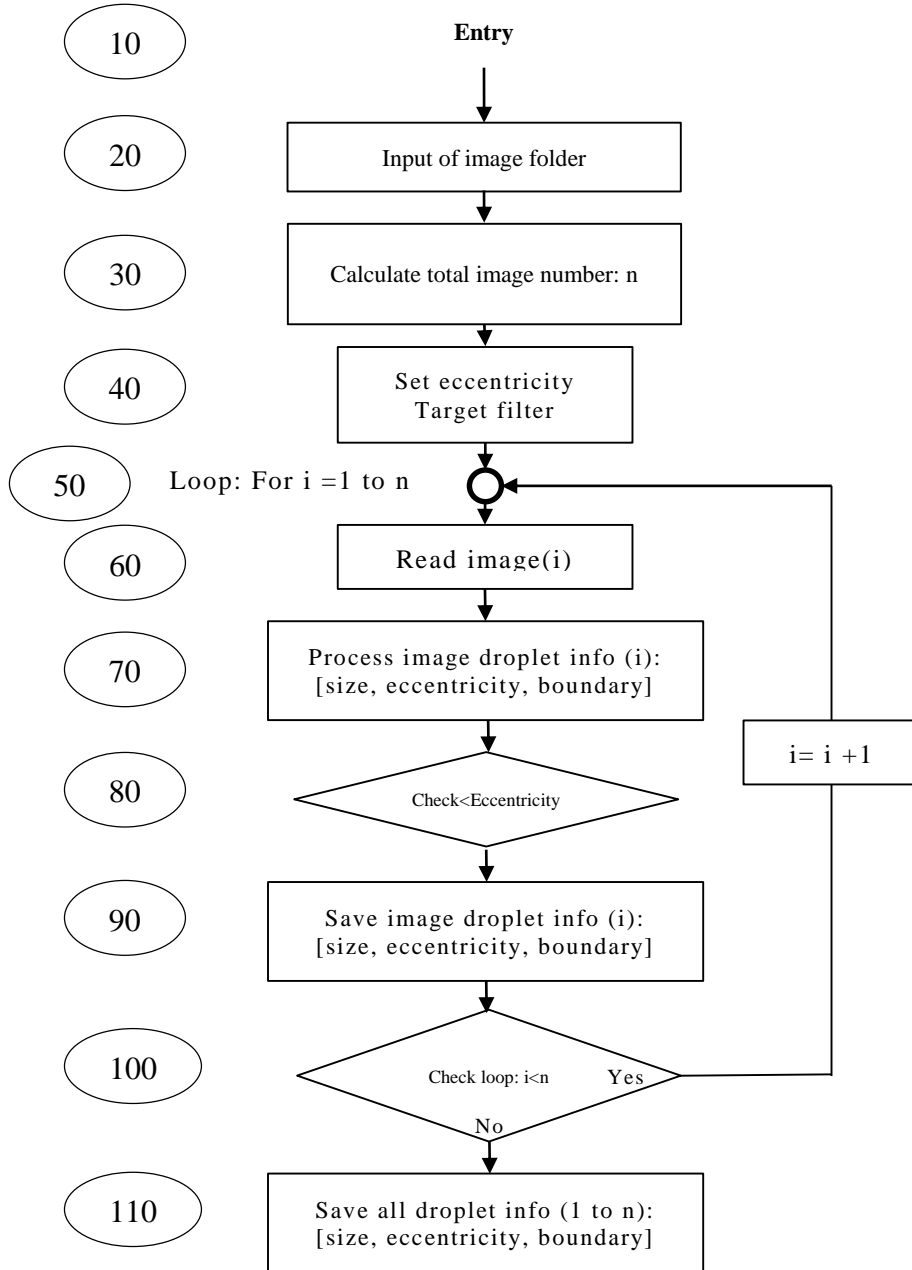 10
Entry
20
Input of image folder
30
Calculate total image number: n
40
Set eccentricity
Target filter
50
Loop: For i =1 to n
60
Read image(i)
70
Process image droplet info (i):
[size, eccentricity, boundary]
i= i +1
80
Check<Eccentricity
90
Save image droplet info (i):
[size, eccentricity, boundary]
100
Check loop: i<n
Yes
No
110
Save all droplet info (1 to n):
[size, eccentricity, boundary]